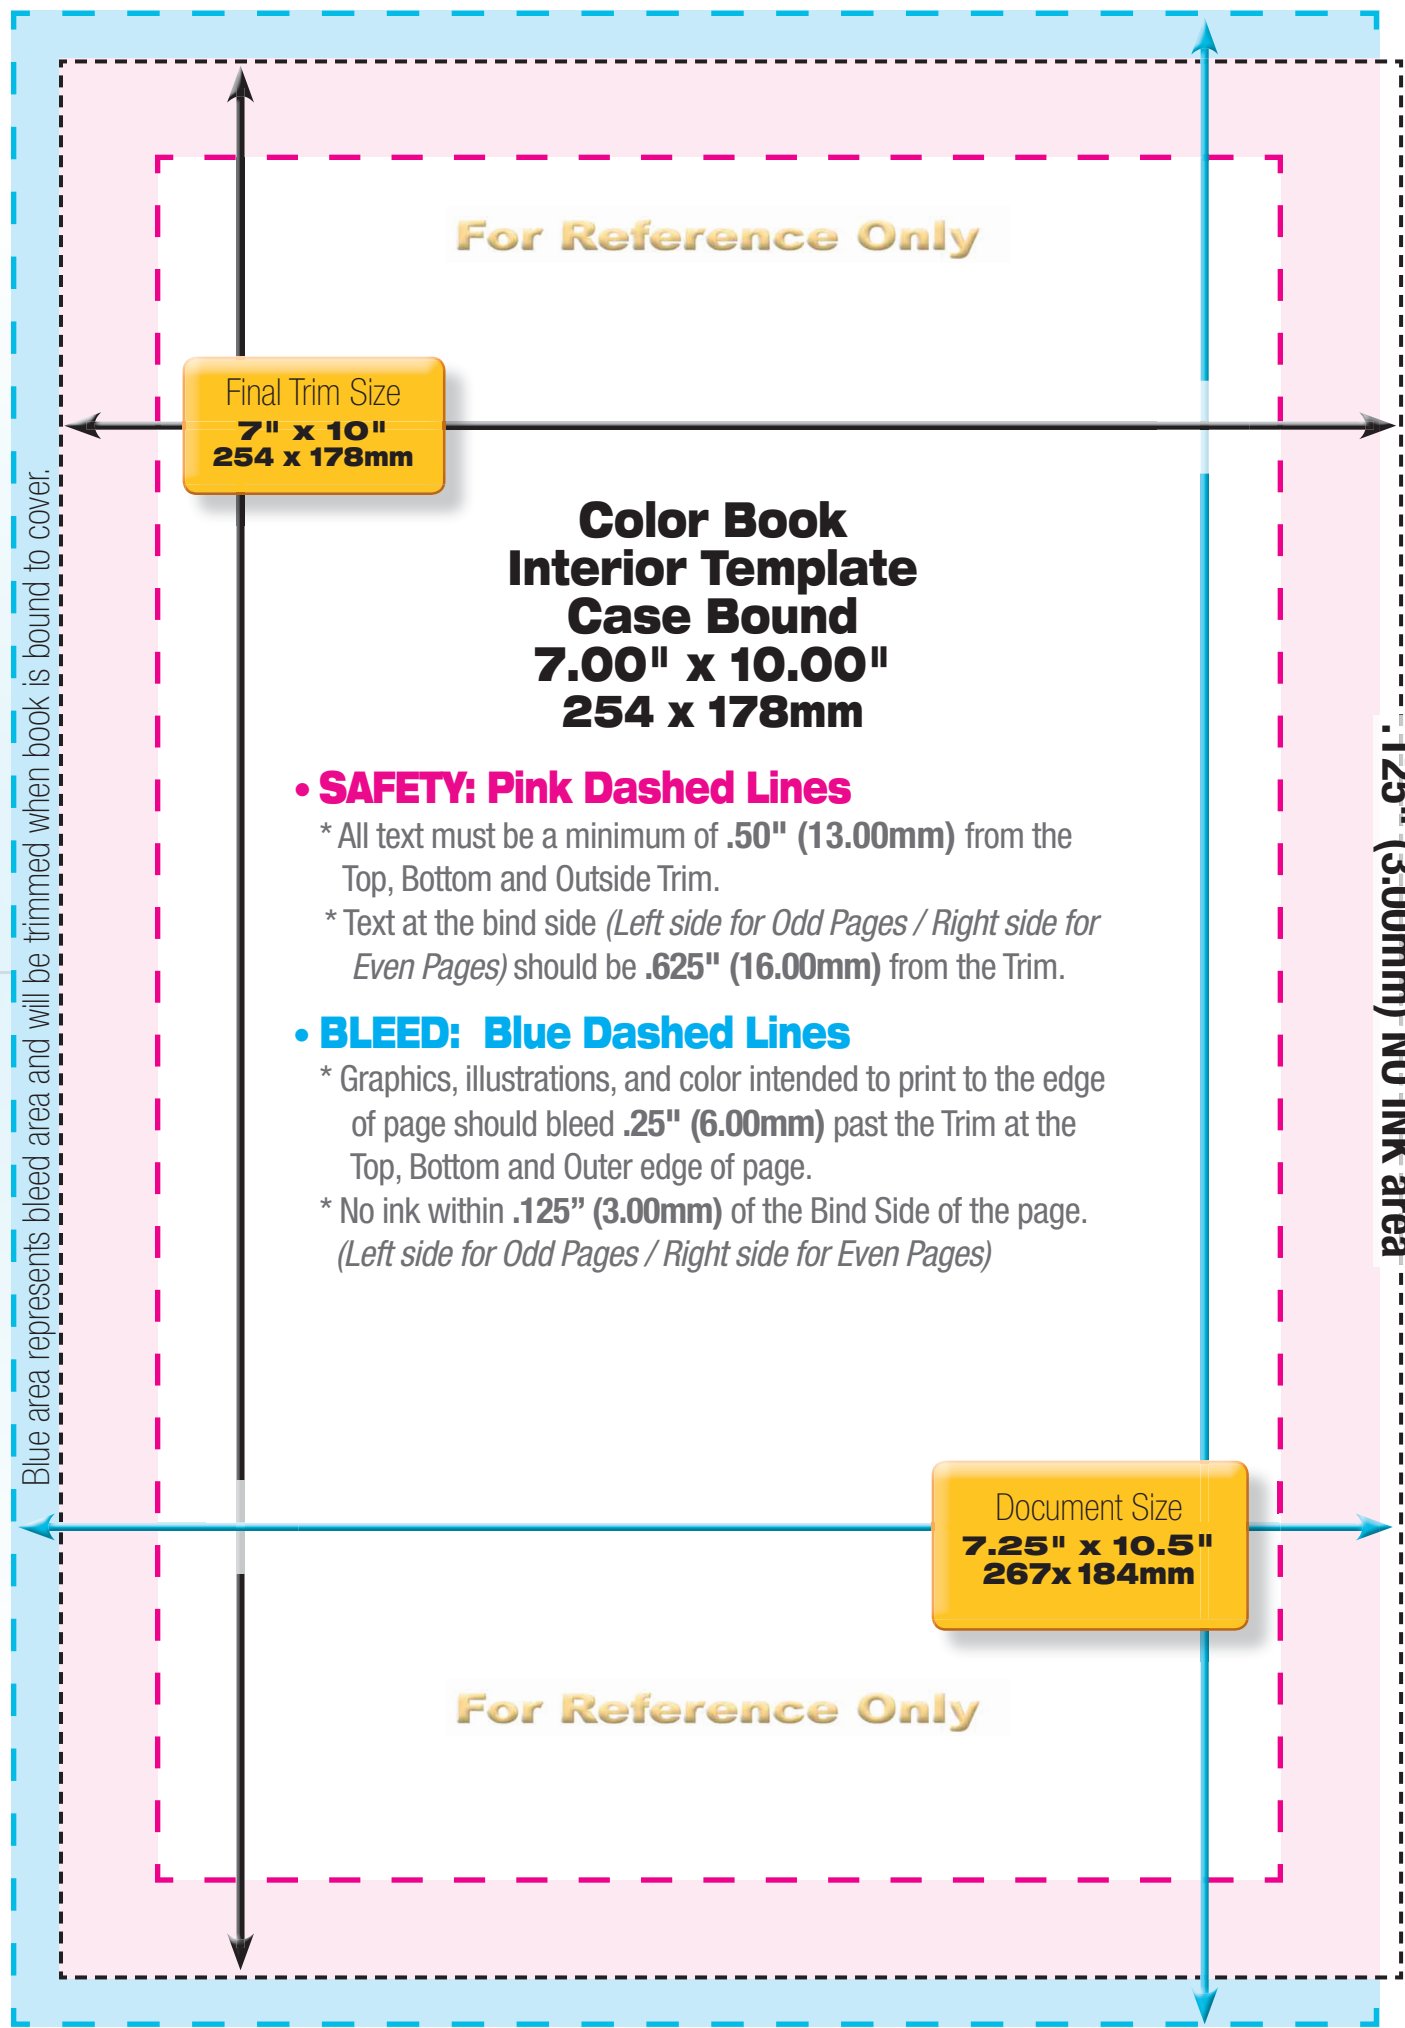 For Reference Only
Final Trim Size
7" x 10"
254 x 178mm
Color Book
Interior Template
Case Bound
7.00" x 10.00"
254 x 178mm
• SAFETY: Pink Dashed Lines
* All text must be a minimum of .50" (13.00mm) from the
Top, Bottom and Outside Trim.
* Text at the bind side (Left side for Odd Pages / Right side for
Even Pages) should be .625" (16.00mm) from the Trim.
• BLEED: Blue Dashed Lines
* Graphics, illustrations, and color intended to print to the edge
of page should bleed .25" (6.00mm) past the Trim at the
Top, Bottom and Outer edge of page.
* No ink within .125” (3.00mm) of the Bind Side of the page.
(Left side for Odd Pages / Right side for Even Pages)
Document Size
7.25" x 10.5"
267x 184mm
For Reference Only
Blue area represents bleed area and will be trimmed when book is bound to cover.
.125" (3.00mm) No ink area